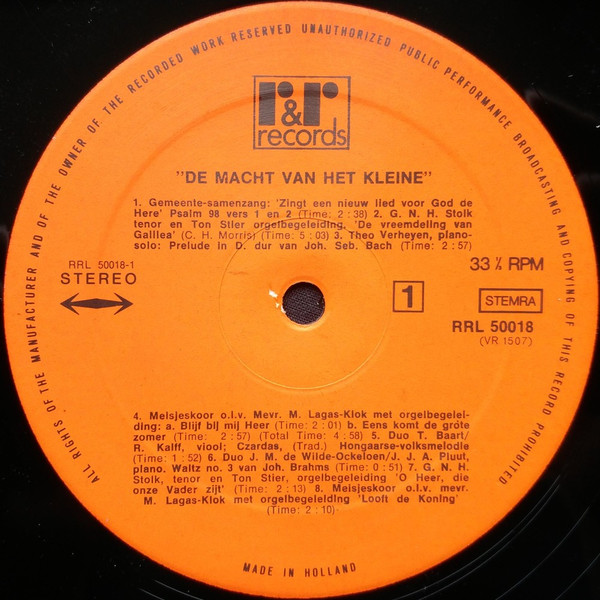 ALL RIGHTS OF THE MANUFACTURER AND OF THE OWNER OF THE RECORDED WORK RESERVED UNAUTHORIZED PUBLIC PERFORMANCE BROADCASTING AND COPYING OF THIS RECORD PROHIBITED
r&r
records
"DE MACHT VAN HET KLEINE"
1. Gemeente-samenzang: 'Zingt een nieuw lied voor God de
Here' Psalm 98 vers 1 en 2 (Time: 2:38) 2. G. N. H. Stolk
tenor en Ton Stier orgelbegeleiding. 'De vreemdeling van
Galilea' (C. H. Morris) (Time: 5:03) 3. Theo Verheyen, piano-
solo: Prelude in D. dur van Joh. Seb. Bach (Time: 2:57)
RRL 50018-1
STEREO
33⅓ RPM
1
STEMRA
RRL 50018
(VR 1507)
4. Meisjeskoor o.l.v. Mevr. M. Lagas-Klok met orgelbegelei-
ding: a. Blijf bij mij Heer (Time: 2:01) b. Eens komt de grote
zomer (Time: 2:57) (Total Time: 4:58) 5. Duo T. Baart/
R. Kalff, viool; Czardas, (Trad.) Hongaarse-volksmelodie
(Time: 1:52) 6. Duo J. M. de Wilde-Ockeloen/J. J. A. Pluut,
piano. Waltz no. 3 van Joh. Brahms (Time: 0:51) 7. G. N. H.
Stolk, tenor en Ton Stier, orgelbegeleiding 'O Heer, die
onze Vader zijt' (Time: 2:13) 8. Meisjeskoor o.l.v. mevr.
M. Lagas-Klok met orgelbegeleiding 'Looft de Koning'
(Time: 2:10)
MADE IN HOLLAND